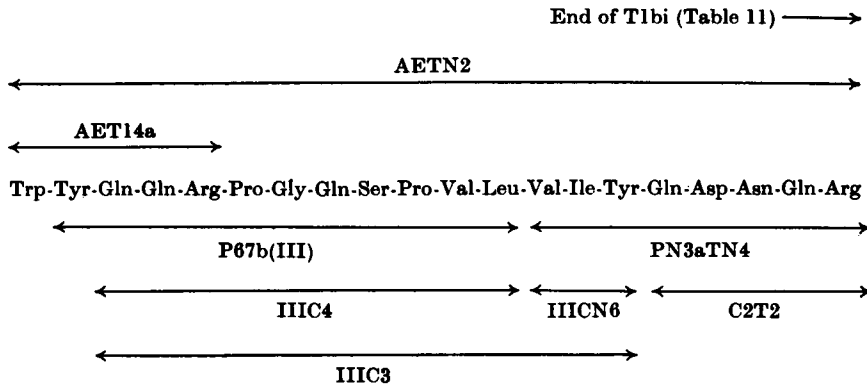 End of T1bi (Table 11)
AETN2
AET14a
Trp-Tyr-Gln-Gln-Arg-Pro-Gly-Gln-Ser-Pro-Val-Leu-Val-Ile-Tyr-Gln-Asp-Asn-Gln-Arg
P67b(III) PN3aTN4
IIIC4 IIICN6 C2T2
IIIC3